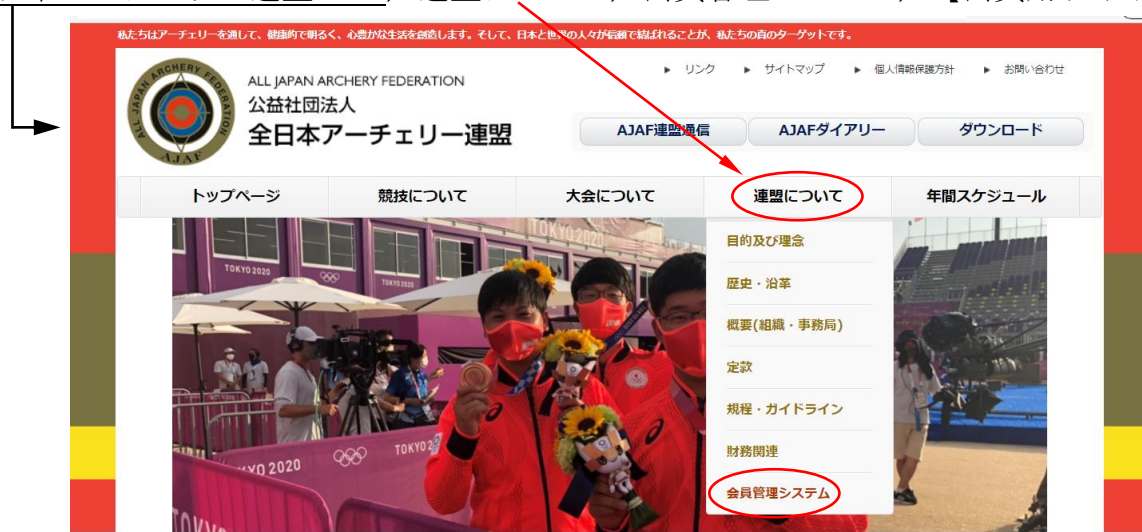 私たちはアーチェリーを通して、健康的で明るく、心豊かな生活を創造します。そして、日本と世界の人々が信頼で結ばれることが、私たちの真のターゲットです。
ALL JAPAN ARCHERY FEDERATION
AJAF
ALL JAPAN ARCHERY FEDERATION
公益社団法人
全日本アーチェリー連盟
リンク
サイトマップ
個人情報保護方針
お問い合わせ
AJAF連盟通信
AJAFダイアリー
ダウンロード
トップページ
競技について
大会について
連盟について
年間スケジュール
目的及び理念
歴史・沿革
概要(組織・事務局)
定款
規程・ガイドライン
財務関連
会員管理システム
TOKYO 2020
TOKYO 2020
TOKYO 2020
TOKYO 2
YO 2020